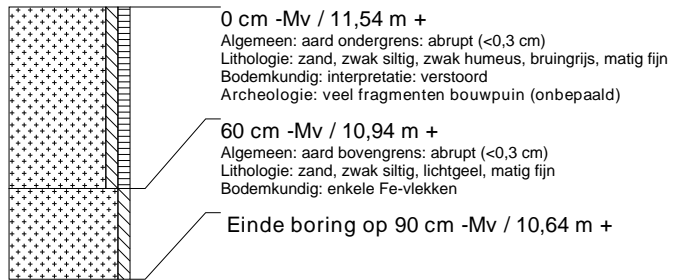 0 cm -Mv / 11,54 m +
Algemeen: aard ondergrens: abrupt (<0,3 cm)
Lithologie: zand, zwak siltig, zwak humeus, bruingrijs, matig fijn
Bodemkundig: interpretatie: verstoord
Archeologie: veel fragmenten bouwpuin (onbepaald)
60 cm -Mv / 10,94 m +
Algemeen: aard bovengrens: abrupt (<0,3 cm)
Lithologie: zand, zwak siltig, lichtgeel, matig fijn
Bodemkundig: enkele Fe-vlekken
Einde boring op 90 cm -Mv / 10,64 m +